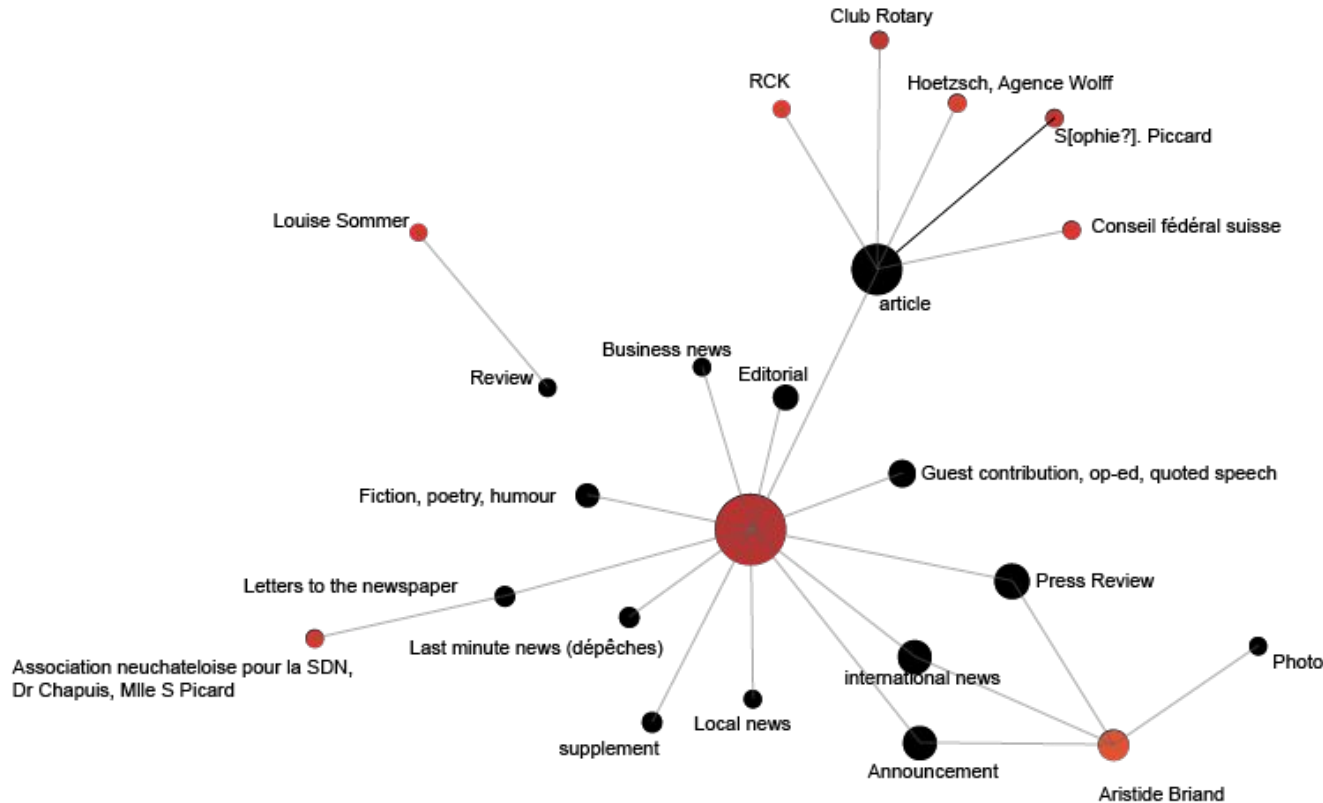 Club Rotary
RCK
Hoetzsch, Agence Wolff
S[ophie?]. Piccard
Louise Sommer
Conseil fédéral suisse
article
Business news
Editorial
Review
Guest contribution, op-ed, quoted speech
Fiction, poetry, humour
Letters to the newspaper
Press Review
Last minute news (dépêches)
Association neuchateloise pour la SDN,
Dr Chapuis, Mlle S Picard
international news
Photo
Local news
supplement
Announcement
Aristide Briand